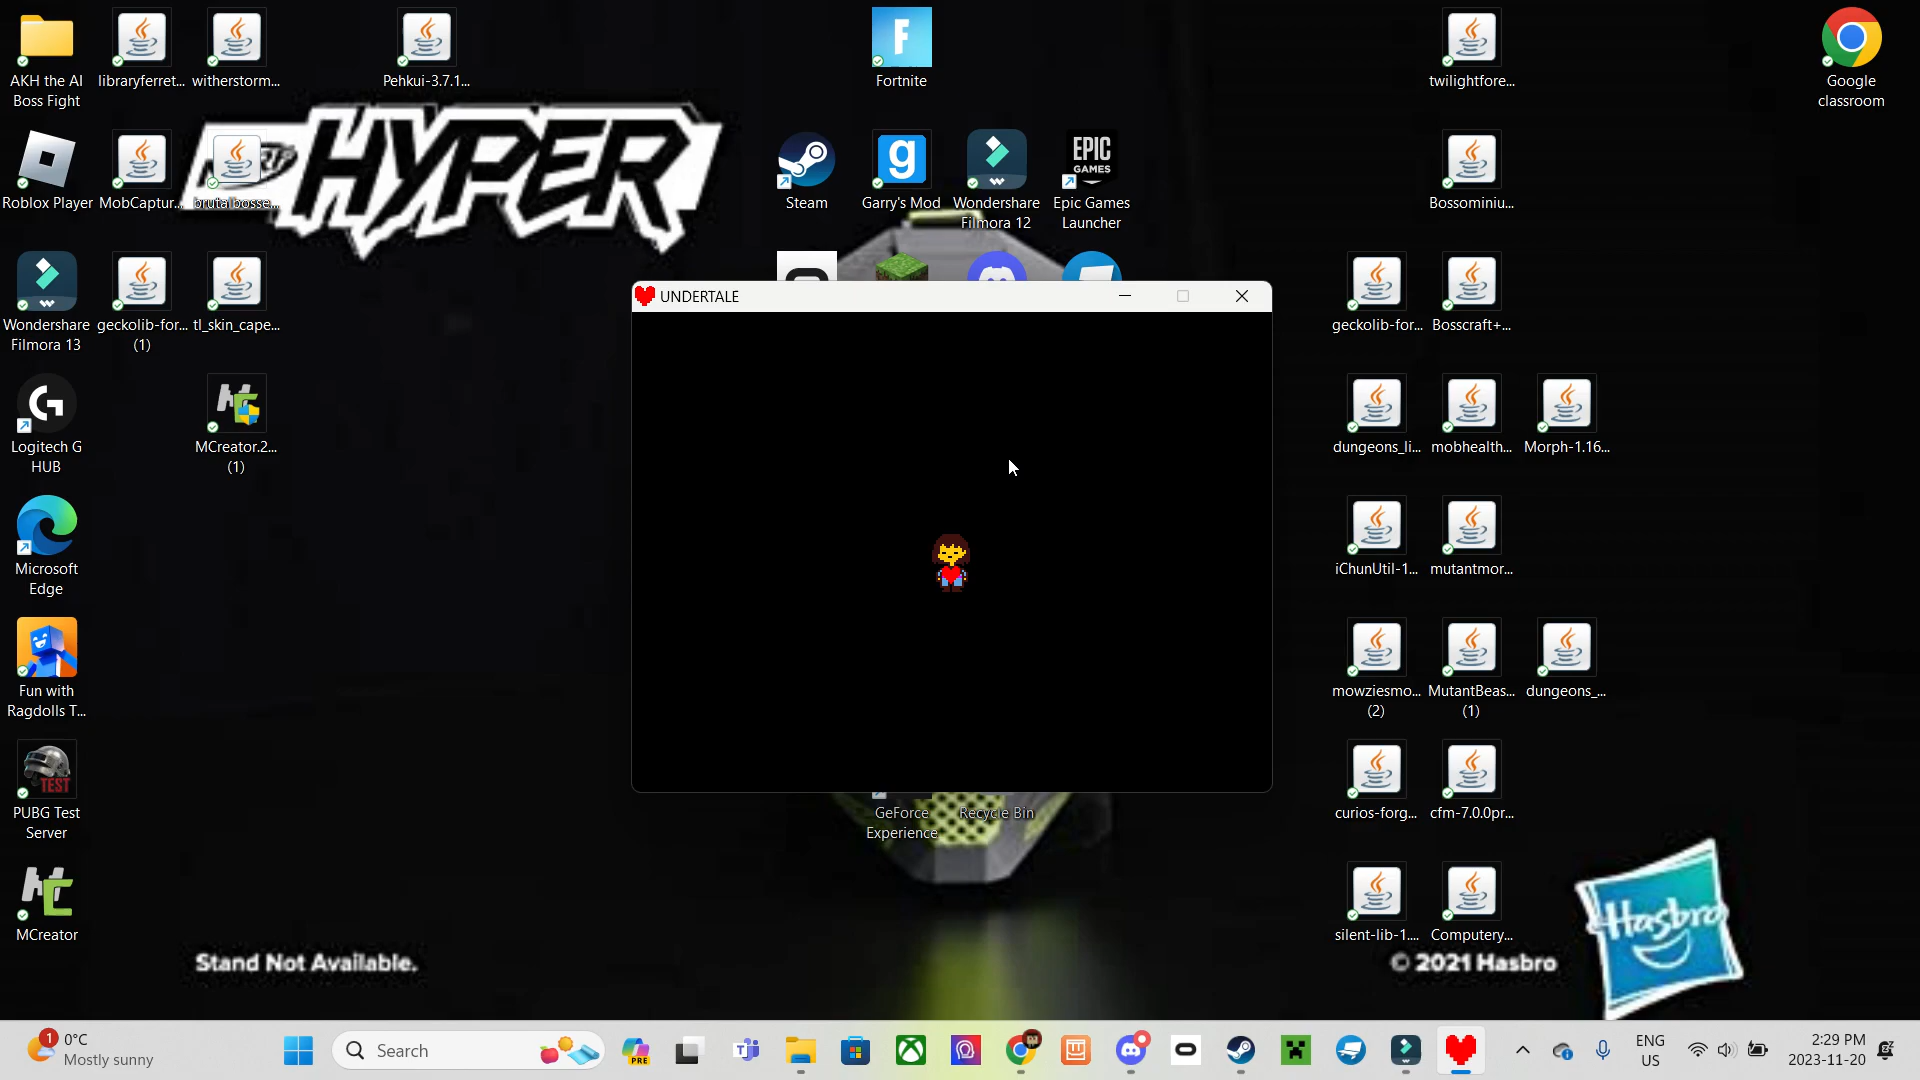 AKH the AI
Boss Fight
libraryferret...
witherstorm...
Pehkui-3.7.1...
Fortnite
twilightfore...
Google
classroom
HYPER
Roblox Player
MobCaptur...
brutalbosse...
Steam
Garry's Mod
Wondershare
Filmora 12
EPIC
GAMES
Epic Games
Launcher
Bossominiu...
Wondershare
Filmora 13
geckolib-for...
(1)
tl_skin_cape...
UNDERTALE
geckolib-for...
Bosscraft+...
Logitech G
HUB
MCreator.2...
(1)
dungeons_li...
mobhealth...
Morph-1.16...
Microsoft
Edge
iChunUtil-1...
mutantmor...
Fun with
Ragdolls T...
mowziesmo...
(2)
MutantBeas...
(1)
dungeons_...
TEST
PUBG Test
Server
GeForce
Experience
Recycle Bin
curios-forg...
cfm-7.0.0pr...
MCreator
silent-lib-1....
Computery...
Hasbro
Stand Not Available.
© 2021 Hasbro
1
0°C
Mostly sunny
Search
PRE
ENG
US
2:29 PM
2023-11-20